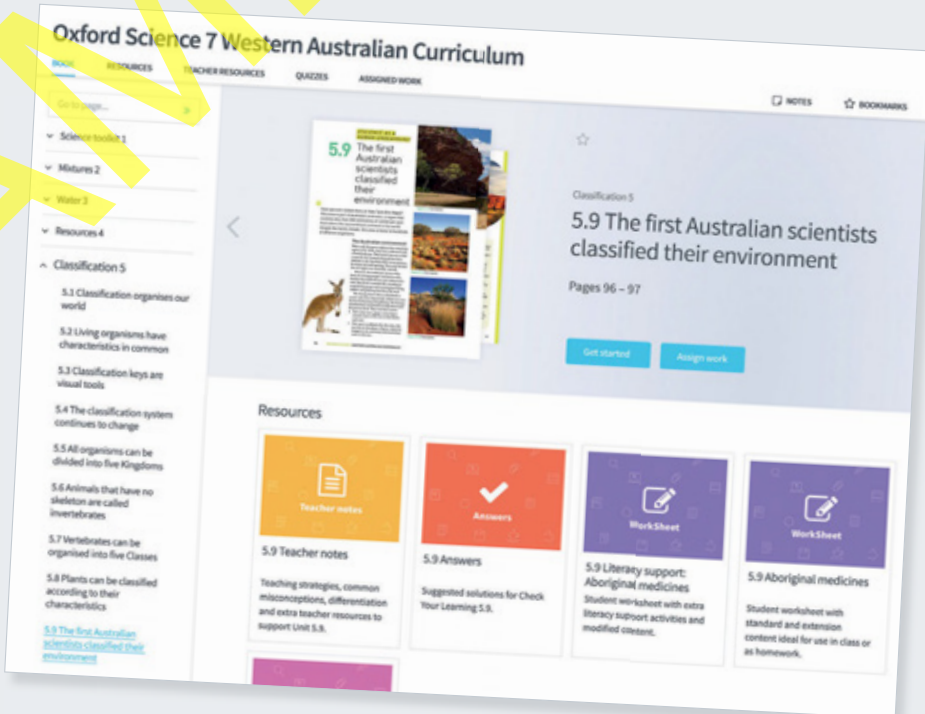 Oxford Science 7 Western Australian Curriculum
BOOK RESOURCES TEACHER RESOURCES QUIZZES ASSIGNED WORK
NOTES BOOKMARKS
Go to page...
Science toolkit 1
Mixtures 2
Water 3
Resources 4
Classification 5
5.1 Classification organises our
world
5.2 Living organisms have
characteristics in common
5.3 Classification keys are
visual tools
5.4 The classification system
continues to change
5.5 All organisms can be
divided into five Kingdoms
5.6 Animals that have no
skeleton are called
invertebrates
5.7 Vertebrates can be
organised into five Classes
5.8 Plants can be classified
according to their
characteristics
5.9 The first Australian
scientists classified their
environment
5.9 The first
Australian
scientists
classified
their
environment
Classification 5
5.9 The first Australian scientists
classified their environment
Pages 96 – 97
Get started
Assign work
Resources
Teacher notes
5.9 Teacher notes
Teaching strategies, common
misconceptions, differentiation
and extra teacher resources to
support Unit 5.9.
Answers
5.9 Answers
Suggested solutions for Check
Your Learning 5.9.
WorkSheet
5.9 Literacy support:
Aboriginal medicines
Student worksheet with extra
literacy support activities and
modified content.
WorkSheet
5.9 Aboriginal medicines
Student worksheet with
standard and extension
content ideal for use in class or
as homework.